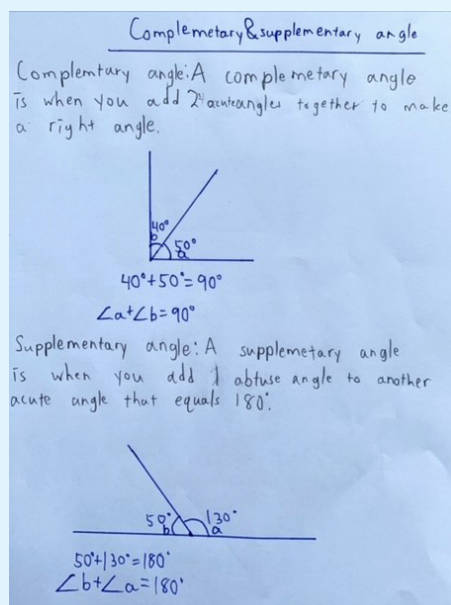 Complemetary & supplementary angle
Complemtary angle: A complemetary angle
is when you add 2 acute angles together to make
a right angle.
40°
b
50°
a
40°+50°=90°
∠a+∠b=90°
Supplementary angle: A supplemetary angle
is when you add 1 abtuse angle to another
acute angle that equals 180°.
50° 130°
b a
50°+130°=180°
∠b+∠a=180°